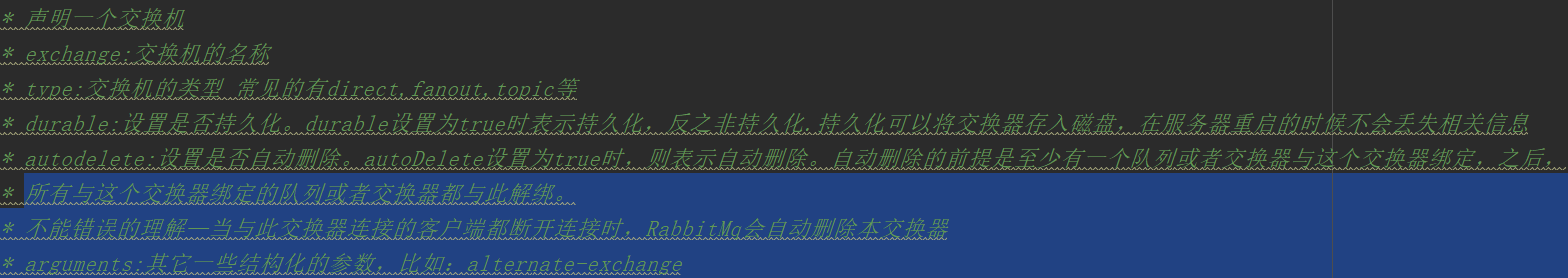 * 声明一个交换机
* exchange:交换机的名称
* type:交换机的类型 常见的有direct,fanout,topic等
* durable:设置是否持久化。durable设置为true时表示持久化，反之非持久化.持久化可以将交换器存入磁盘，在服务器重启的时候不会丢失相关信息
* autodelete:设置是否自动删除。autoDelete设置为true时，则表示自动删除。自动删除的前提是至少有一个队列或者交换器与这个交换器绑定，之后，
* 所有与这个交换器绑定的队列或者交换器都与此解绑。
* 不能错误的理解—当与此交换器连接的客户端都断开连接时，RabbitMq会自动删除本交换器
* arguments:其它一些结构化的参数，比如：alternate-exchange